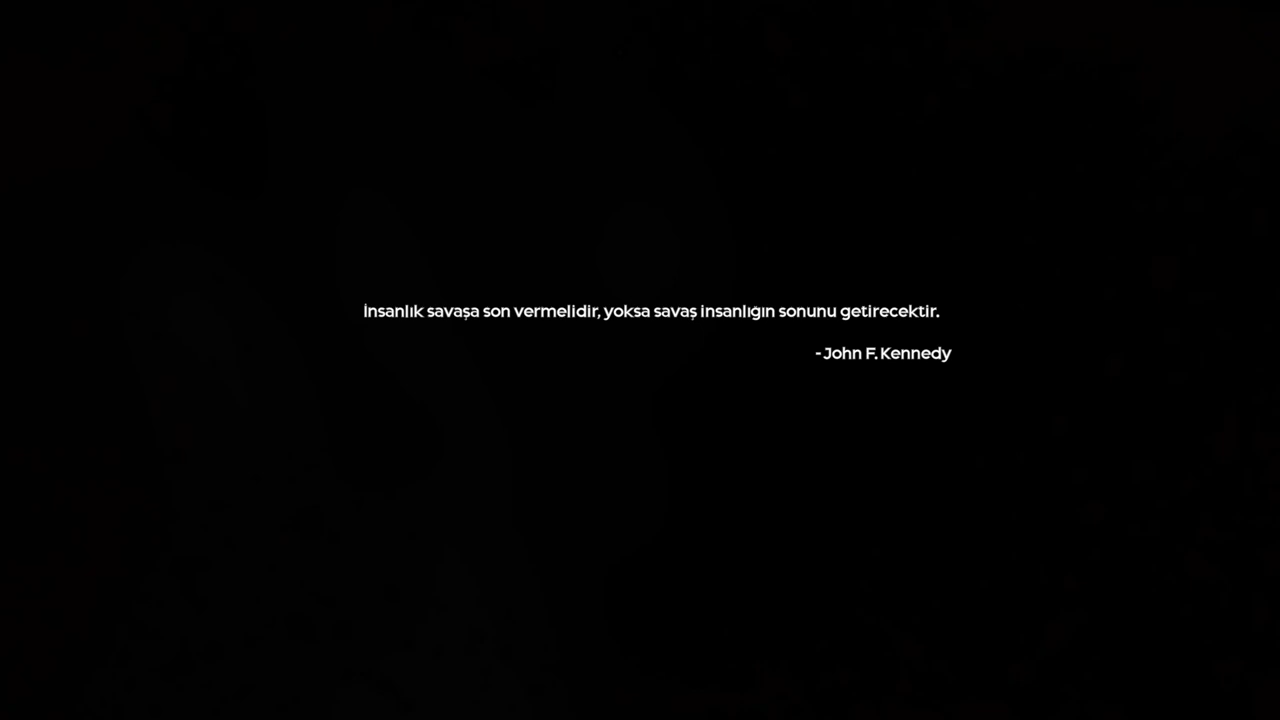 İnsanlık savaşa son vermelidir, yoksa savaş insanlığın sonunu getirecektir.
- John F. Kennedy